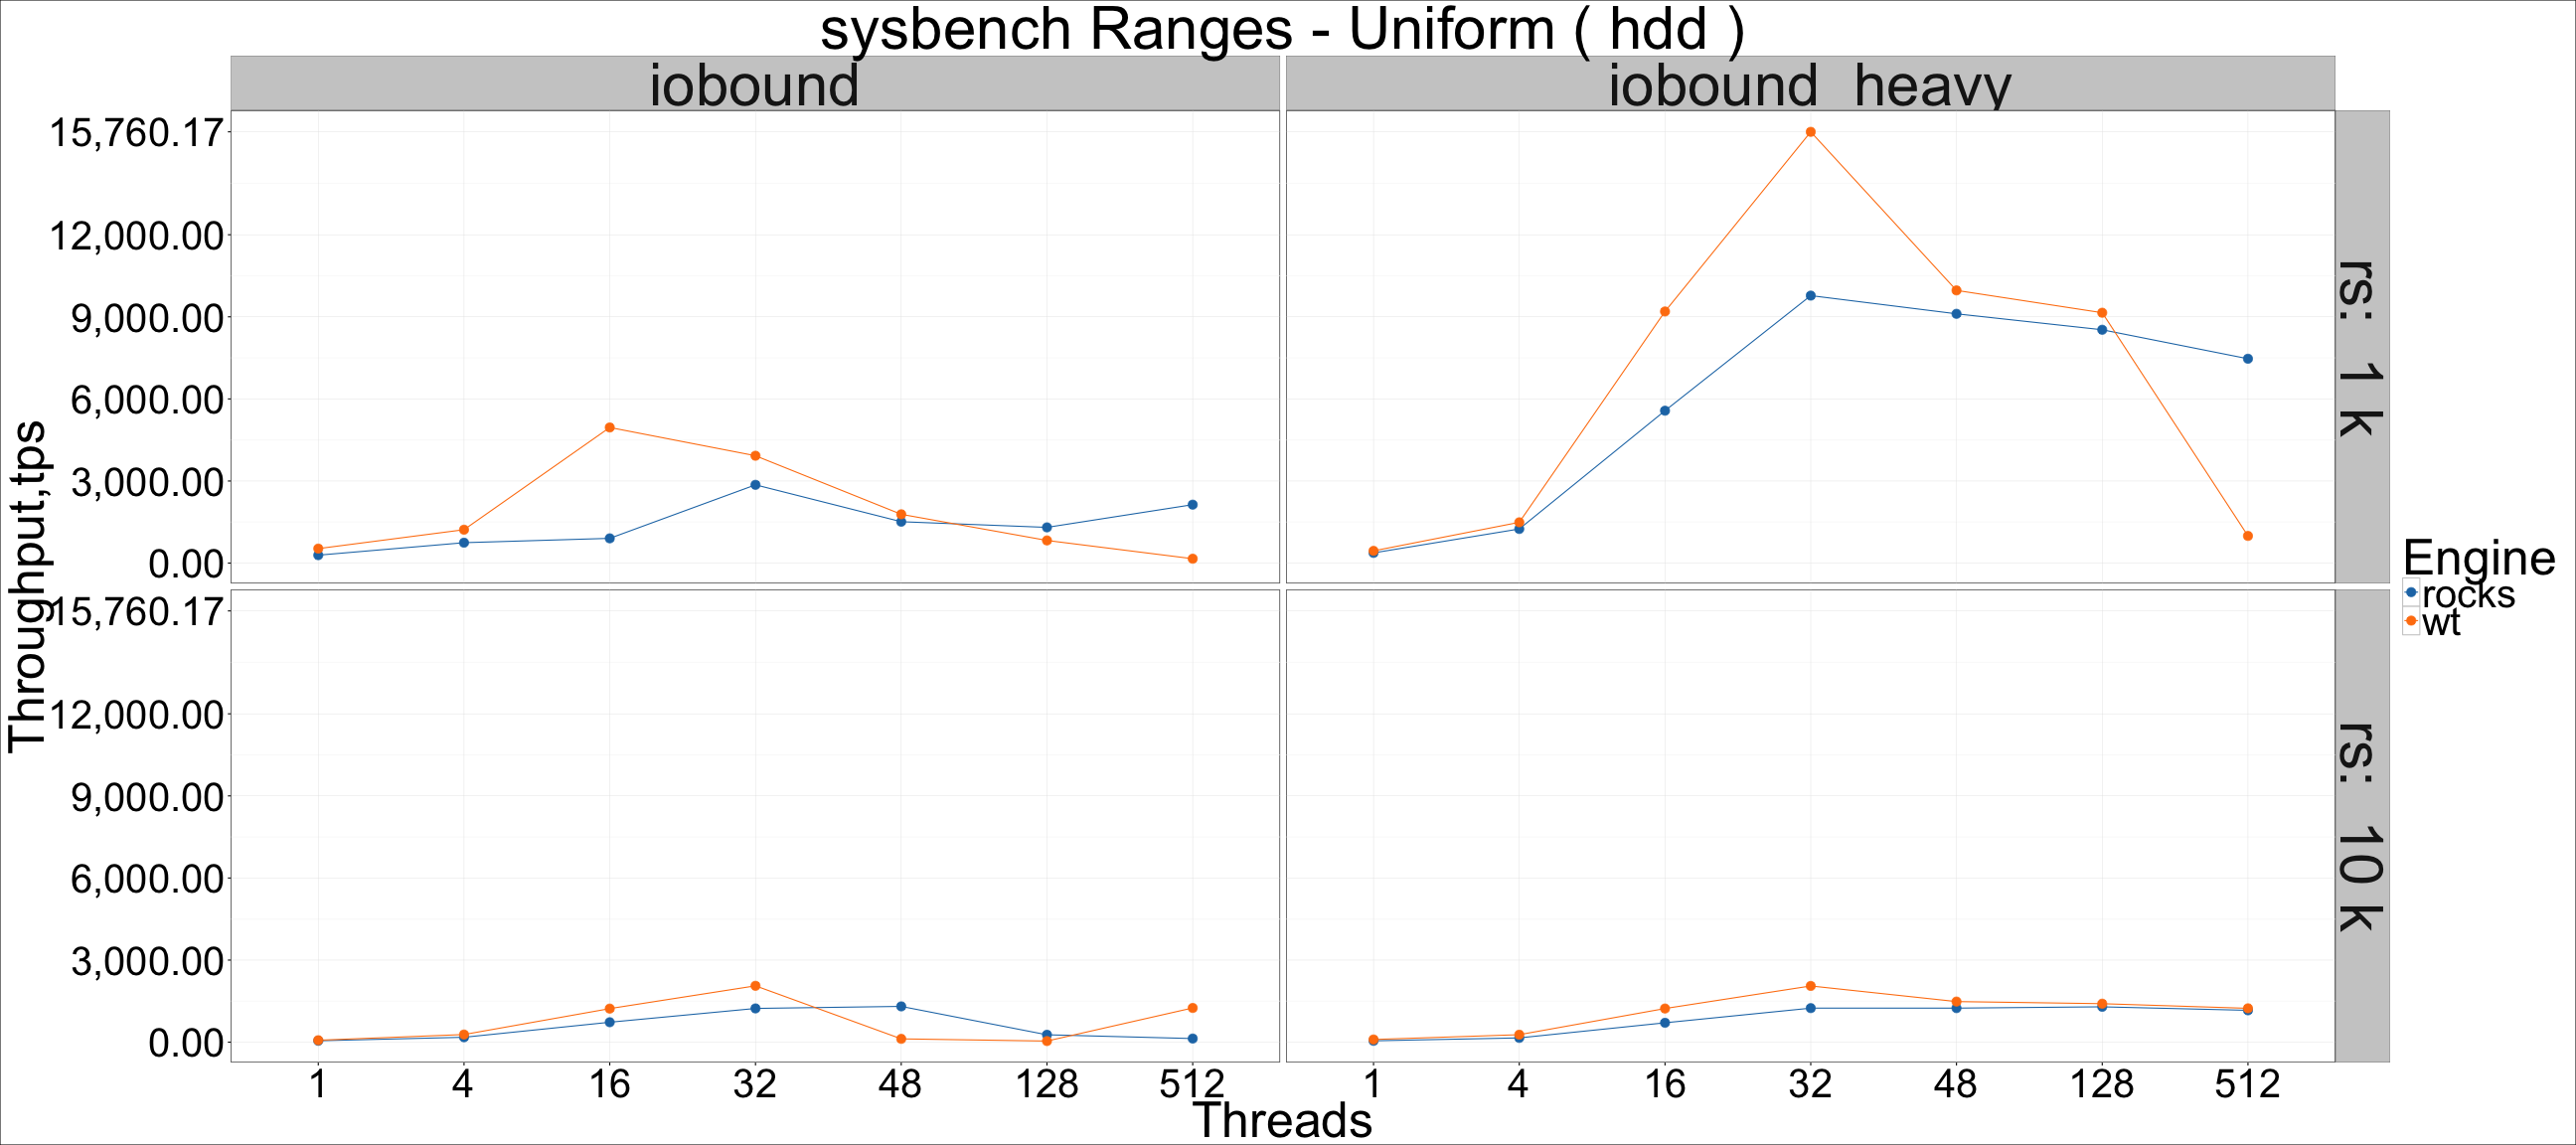 sysbench Ranges - Uniform ( hdd )
iobound
iobound heavy
15,760.17
12,000.00
9,000.00
6,000.00
3,000.00
0.00
rs: 1 k
15,760.17
12,000.00
9,000.00
6,000.00
3,000.00
0.00
rs: 10 k
Throughput,tps
1 4 16 32 48 128 512
1 4 16 32 48 128 512
Threads
Engine
rocks
wt